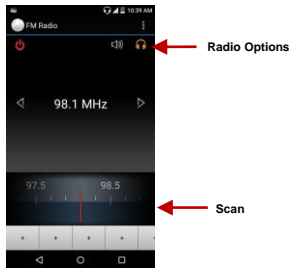 10:39 AM
FM Radio
Radio Options
98.1 MHz
97.5 98.5
Scan
+ + + + +